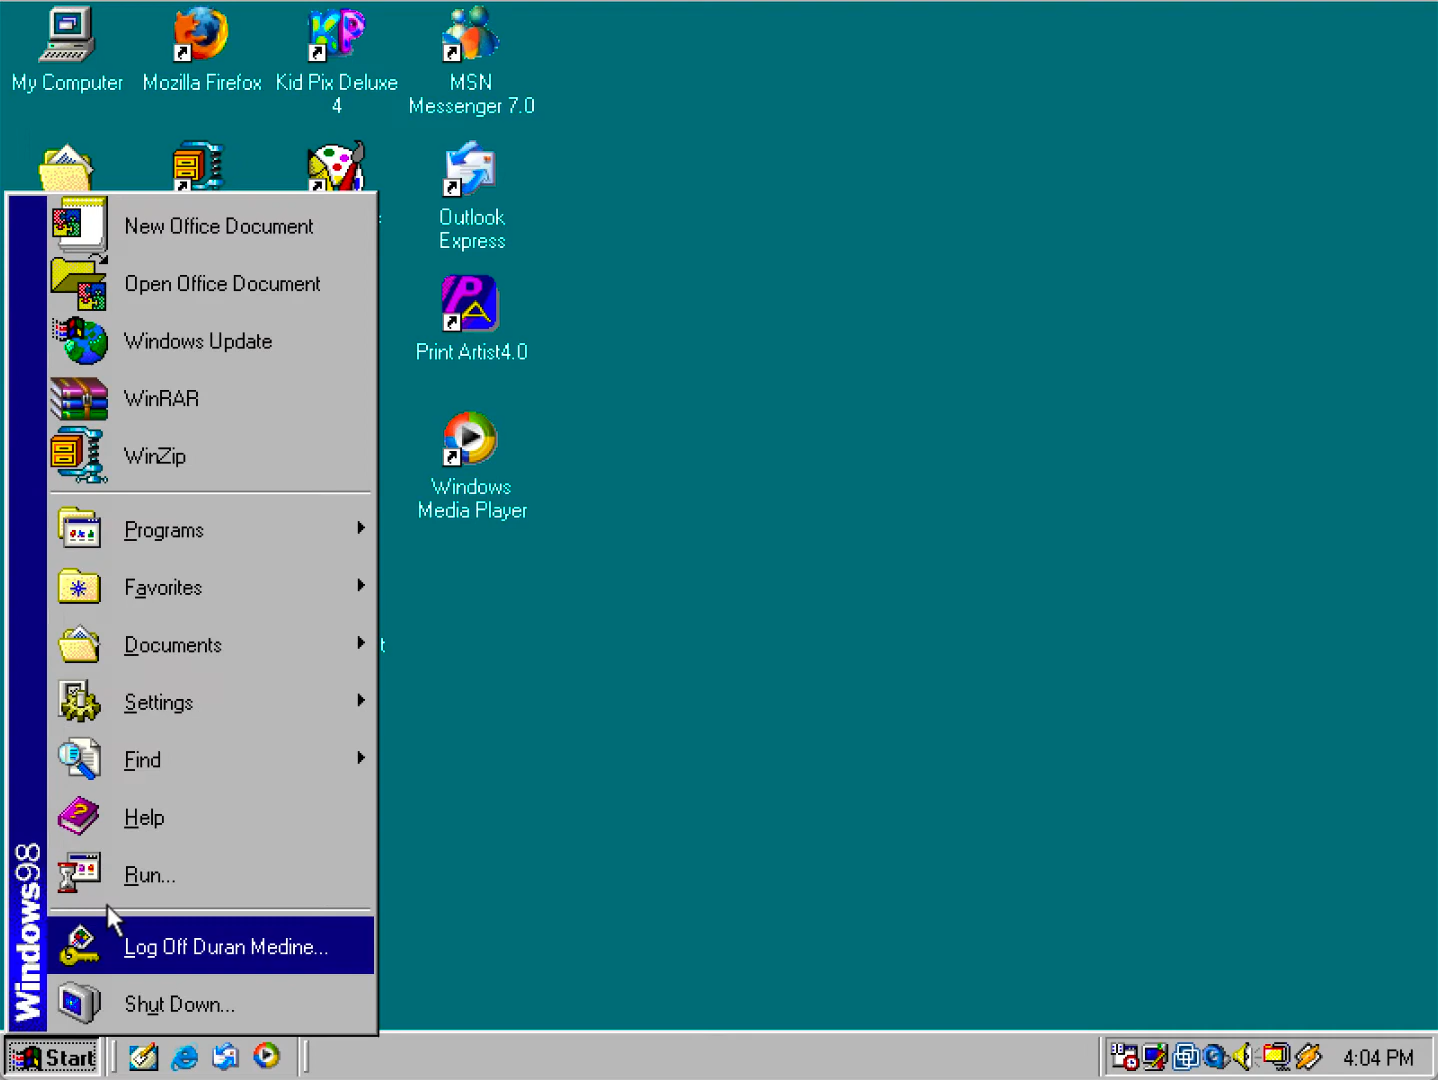 My Computer
Mozilla Firefox
Kid Pix Deluxe
4
MSN
Messenger 7.0
Outlook
Express
Print Artist4.0
Windows
Media Player
New Office Document
Open Office Document
Windows Update
WinRAR
WinZip
Programs
Favorites
Documents
Settings
Find
Help
Run...
Log Off Duran Medine...
Shut Down...
Windows98
Start
4:04 PM